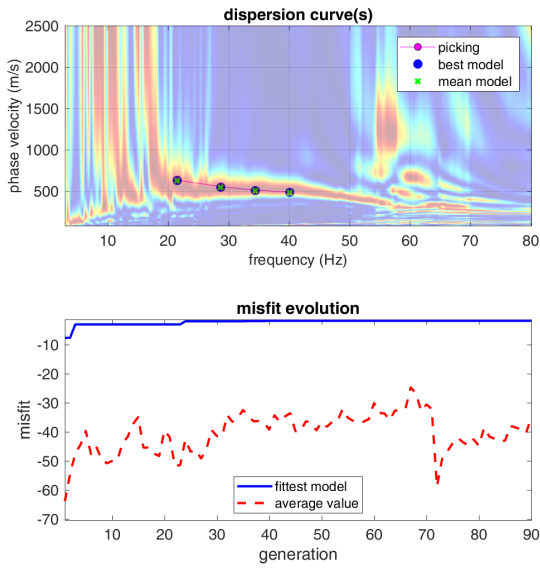 dispersion curve(s)
2500
2000
1500
1000
500
phase velocity (m/s)
picking
best model
mean model
10 20 30 40 50 60 70 80
frequency (Hz)
misfit evolution
-10
-20
-30
-40
-50
-60
-70
misfit
fittest model
average value
10 20 30 40 50 60 70 80 90
generation